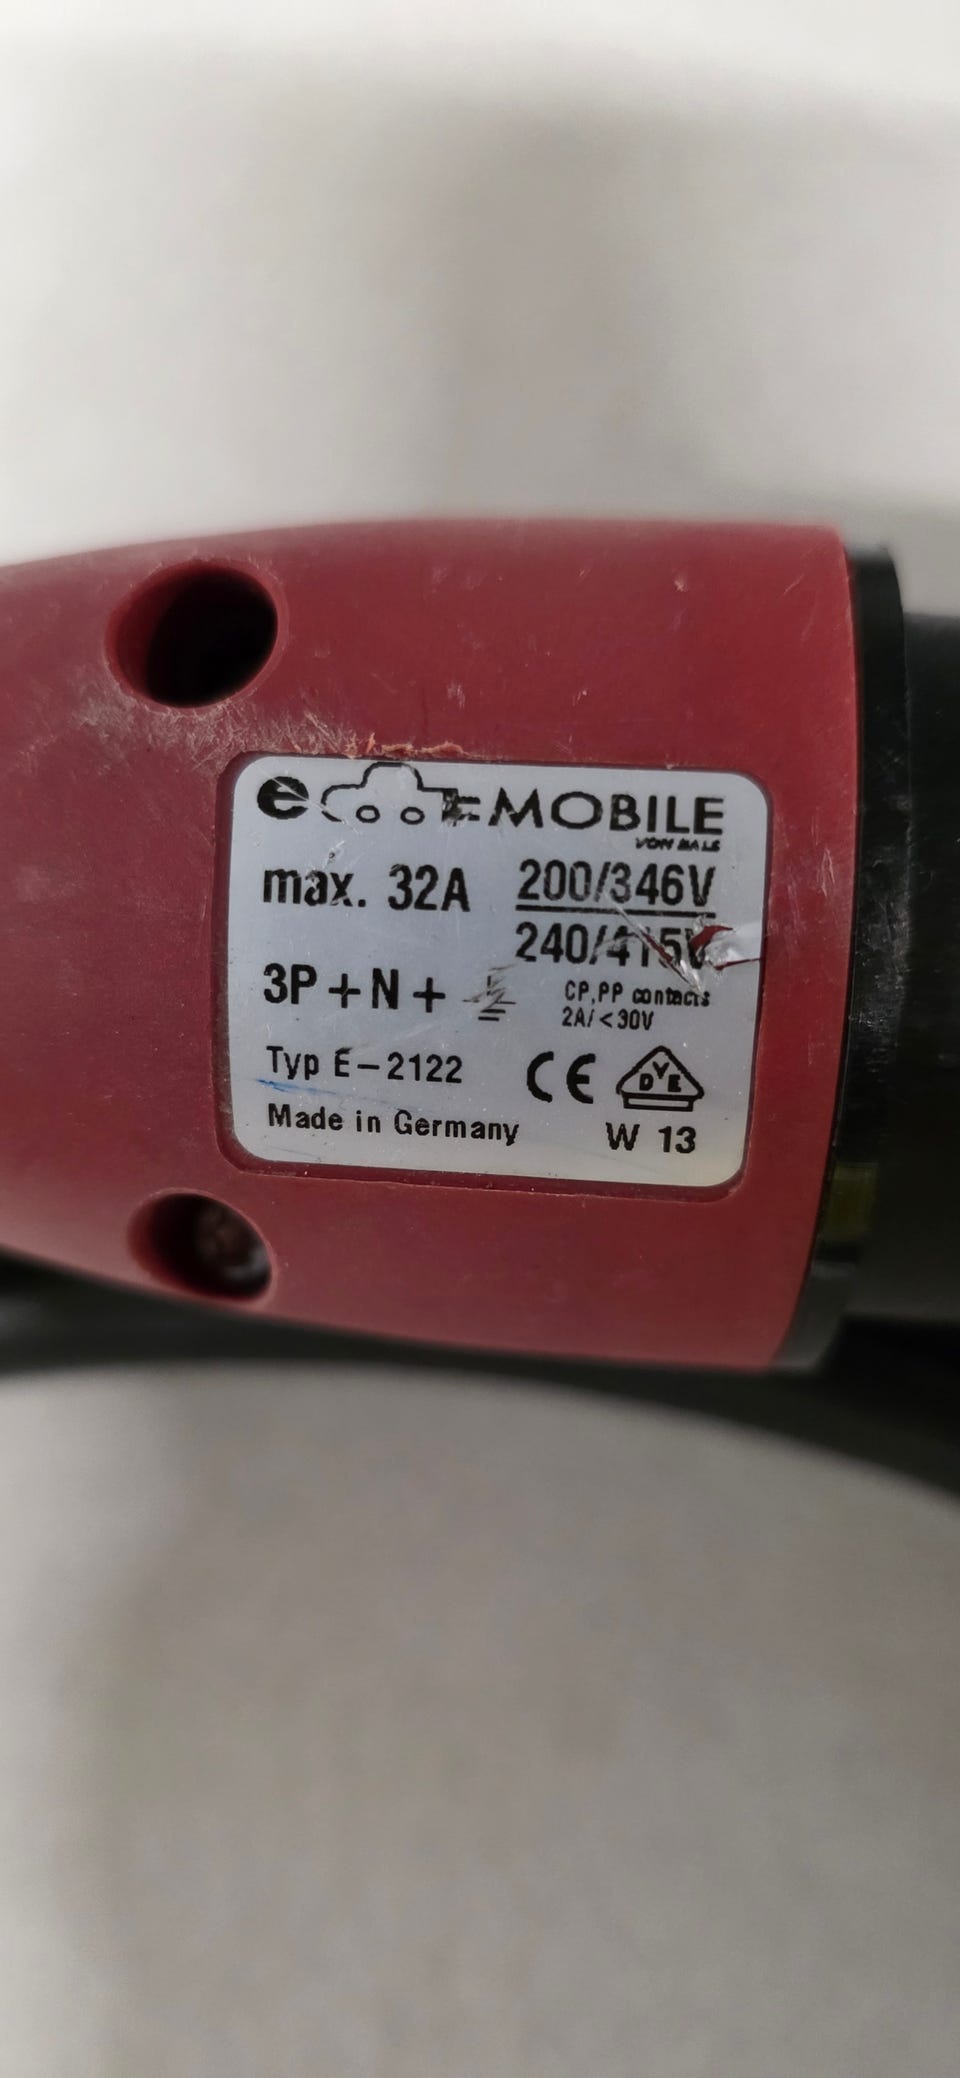 e MOBILE
VON BALS
max. 32A 200/346V
240/415V
3P + N +
CP,PP contacts
2A/<30V
Typ E-2122
CE DVE
Made in Germany W 13